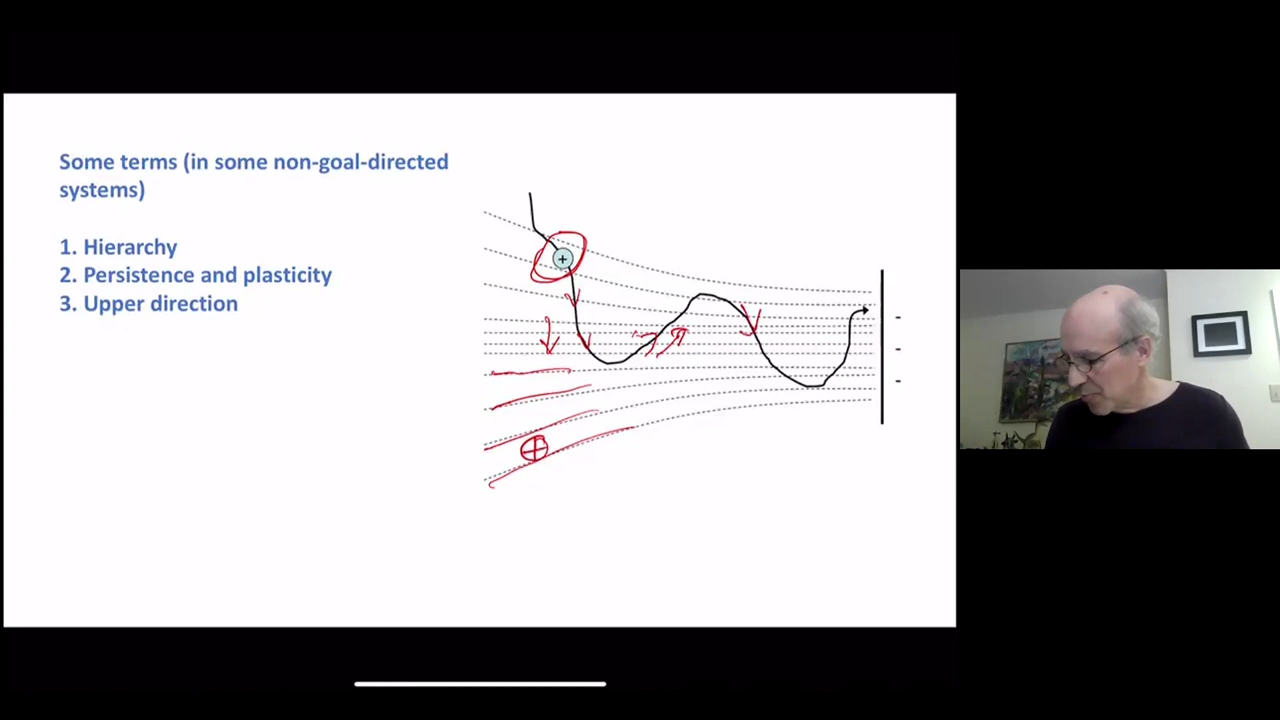 Some terms (in some non-goal-directed
systems)
1. Hierarchy
2. Persistence and plasticity
3. Upper direction
+
-
-
-
+